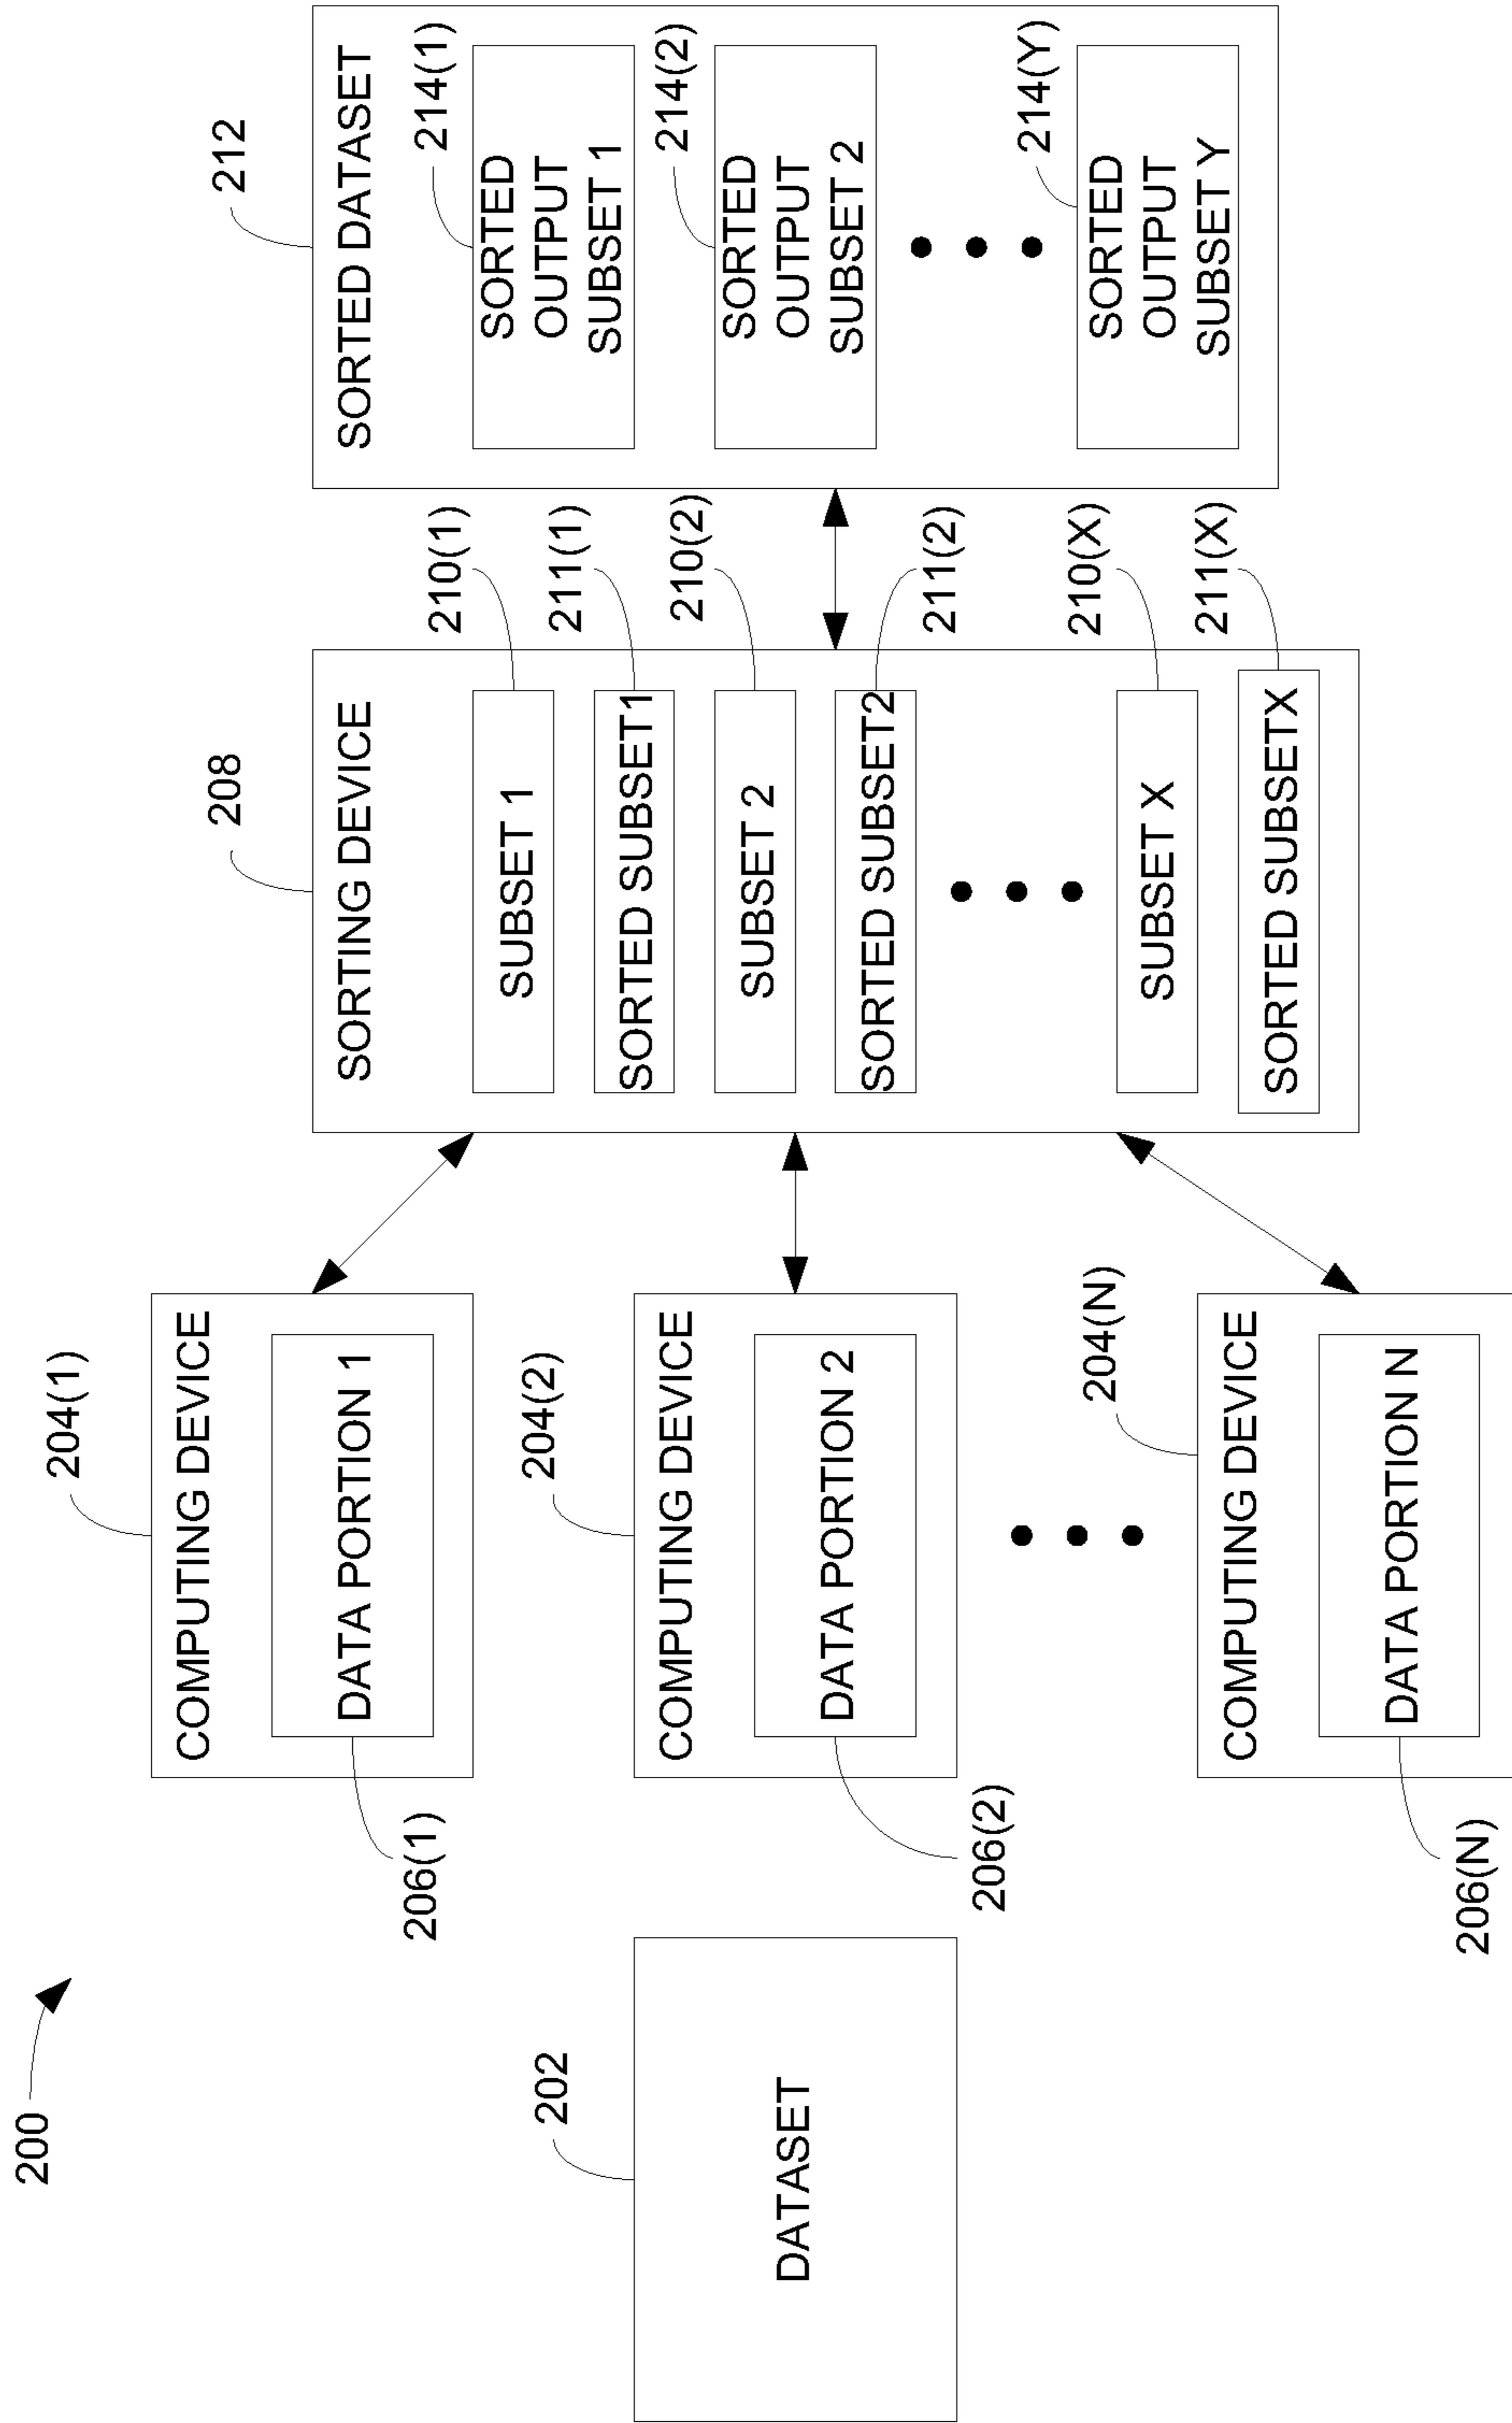 200
202
DATASET
204(1)
COMPUTING DEVICE
DATA PORTION 1
206(1)
204(2)
COMPUTING DEVICE
DATA PORTION 2
206(2)
204(N)
COMPUTING DEVICE
DATA PORTION N
206(N)
208
SORTING DEVICE
210(1)
SUBSET 1
211(1)
SORTED SUBSET1
210(2)
SUBSET 2
SORTED SUBSET2
211(2)
210(X)
SUBSET X
211(X)
SORTED SUBSETX
212
SORTED DATASET
214(1)
SORTED
OUTPUT
SUBSET 1
214(2)
SORTED
OUTPUT
SUBSET 2
214(Y)
SORTED
OUTPUT
SUBSET Y